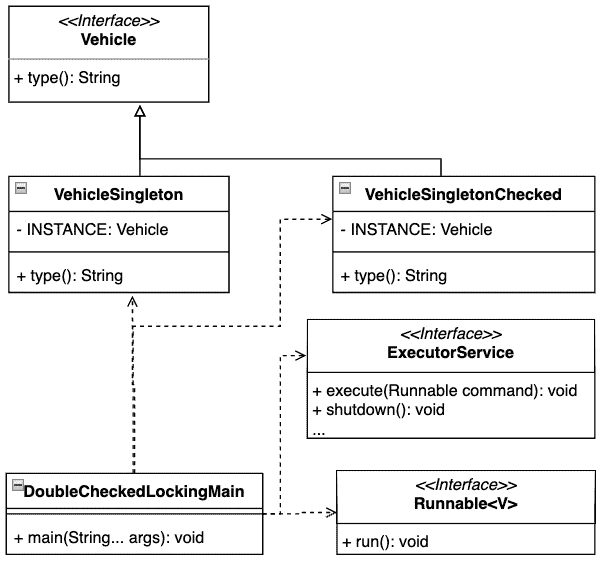 <<Interface>>
Vehicle
+ type(): String
VehicleSingleton
- INSTANCE: Vehicle
+ type(): String
VehicleSingletonChecked
- INSTANCE: Vehicle
+ type(): String
<<Interface>>
ExecutorService
+ execute(Runnable command): void
+ shutdown(): void
...
DoubleCheckedLockingMain
+ main(String... args): void
<<Interface>>
Runnable<V>
+ run(): void